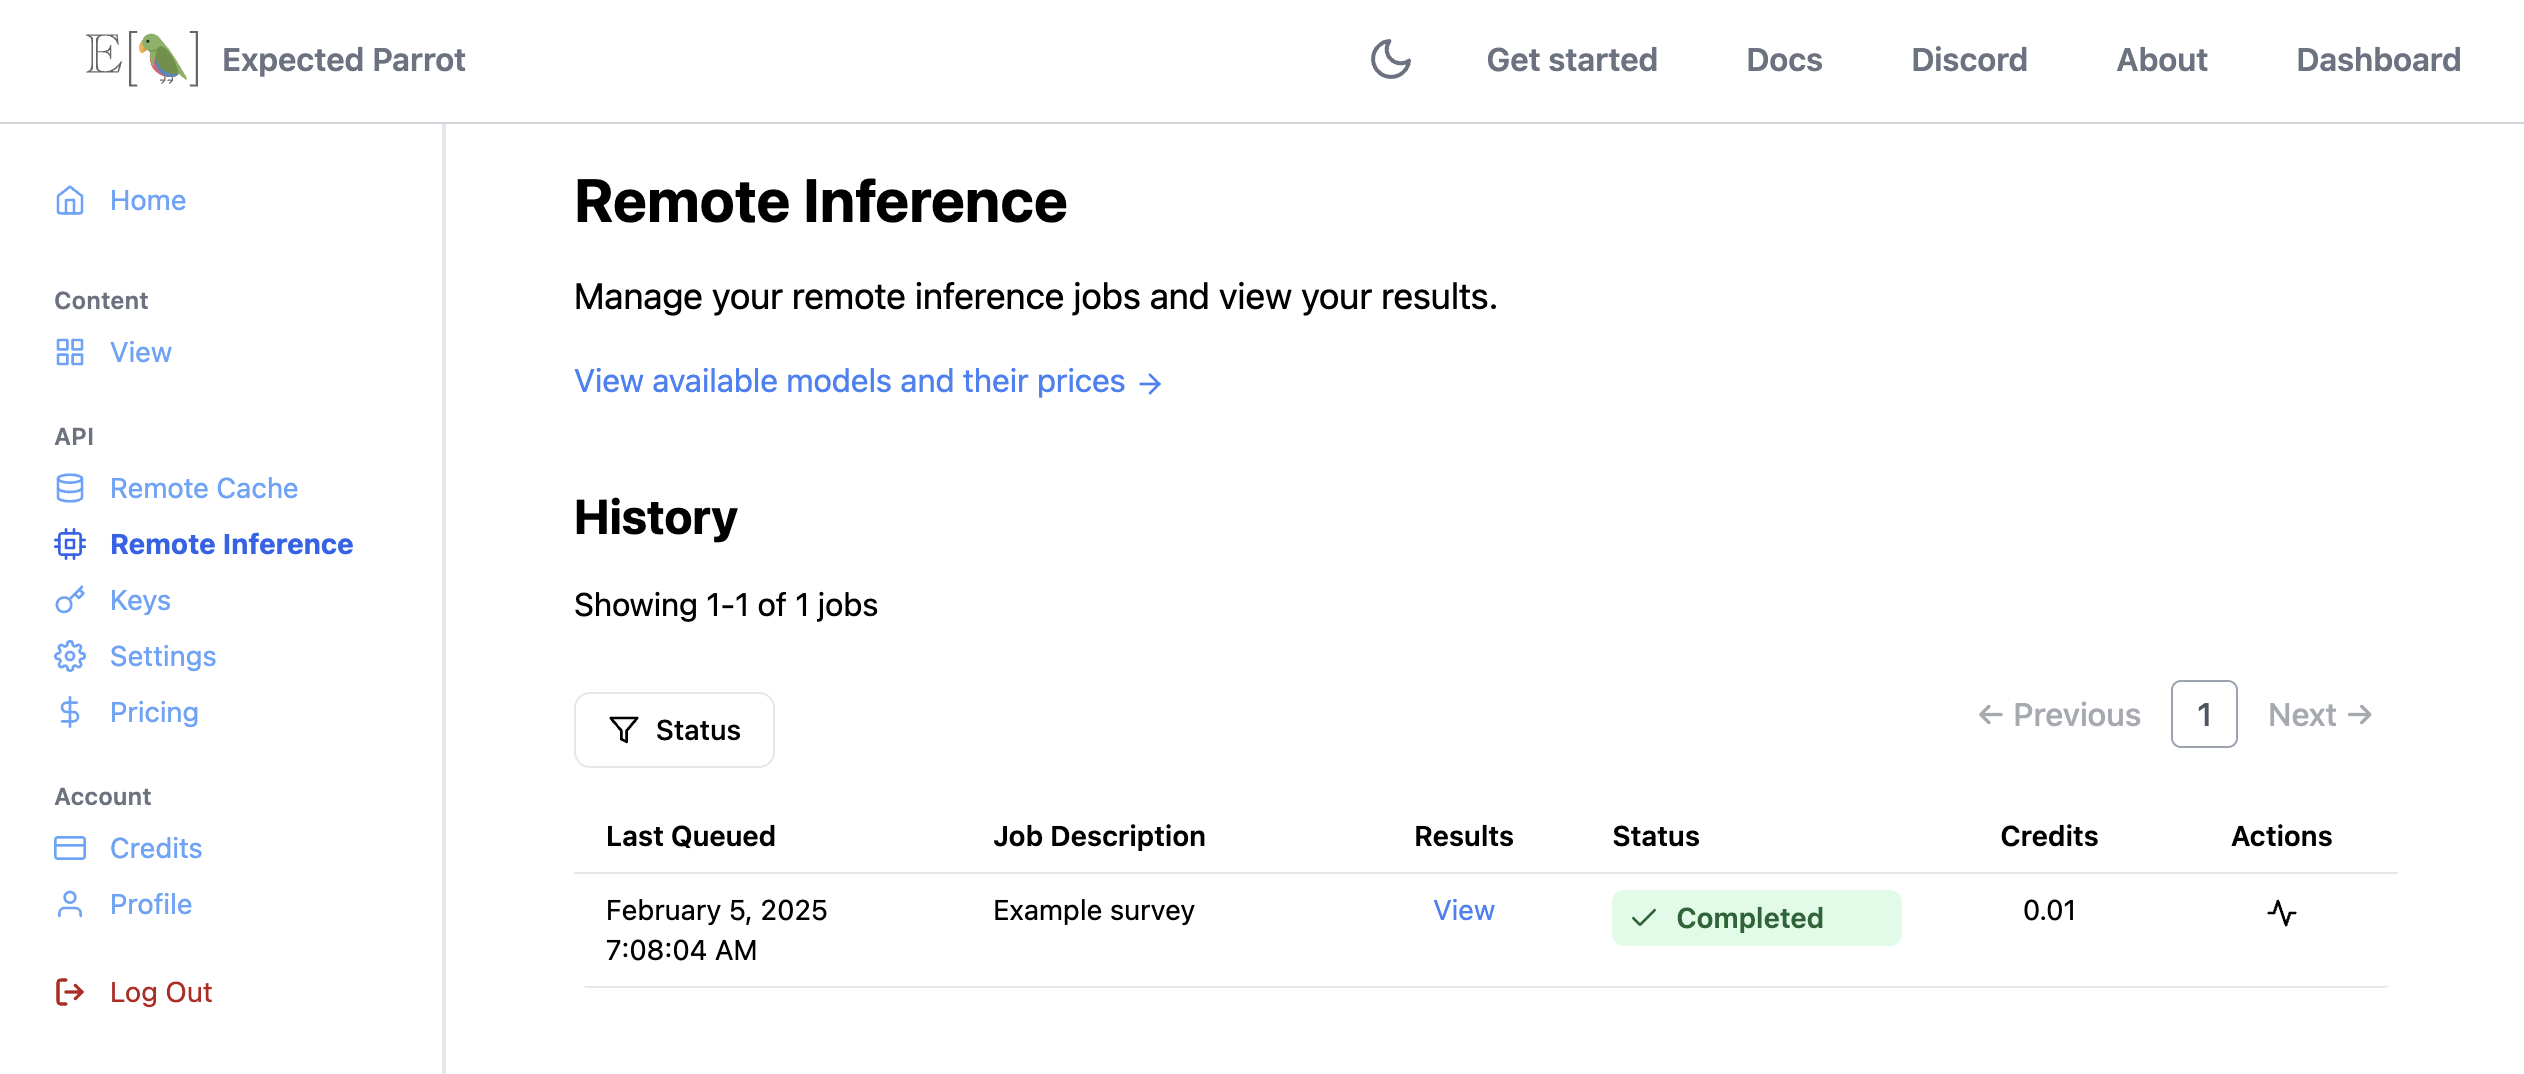 E[ ] Expected Parrot
Get started Docs Discord About Dashboard
Home
Content
View
API
Remote Cache
Remote Inference
Keys
Settings
Pricing
Account
Credits
Profile
Log Out
Remote Inference
Manage your remote inference jobs and view your results.
View available models and their prices →
History
Showing 1-1 of 1 jobs
Status
← Previous 1 Next →
Last Queued Job Description Results Status Credits Actions
February 5, 2025 Example survey View Completed 0.01
7:08:04 AM